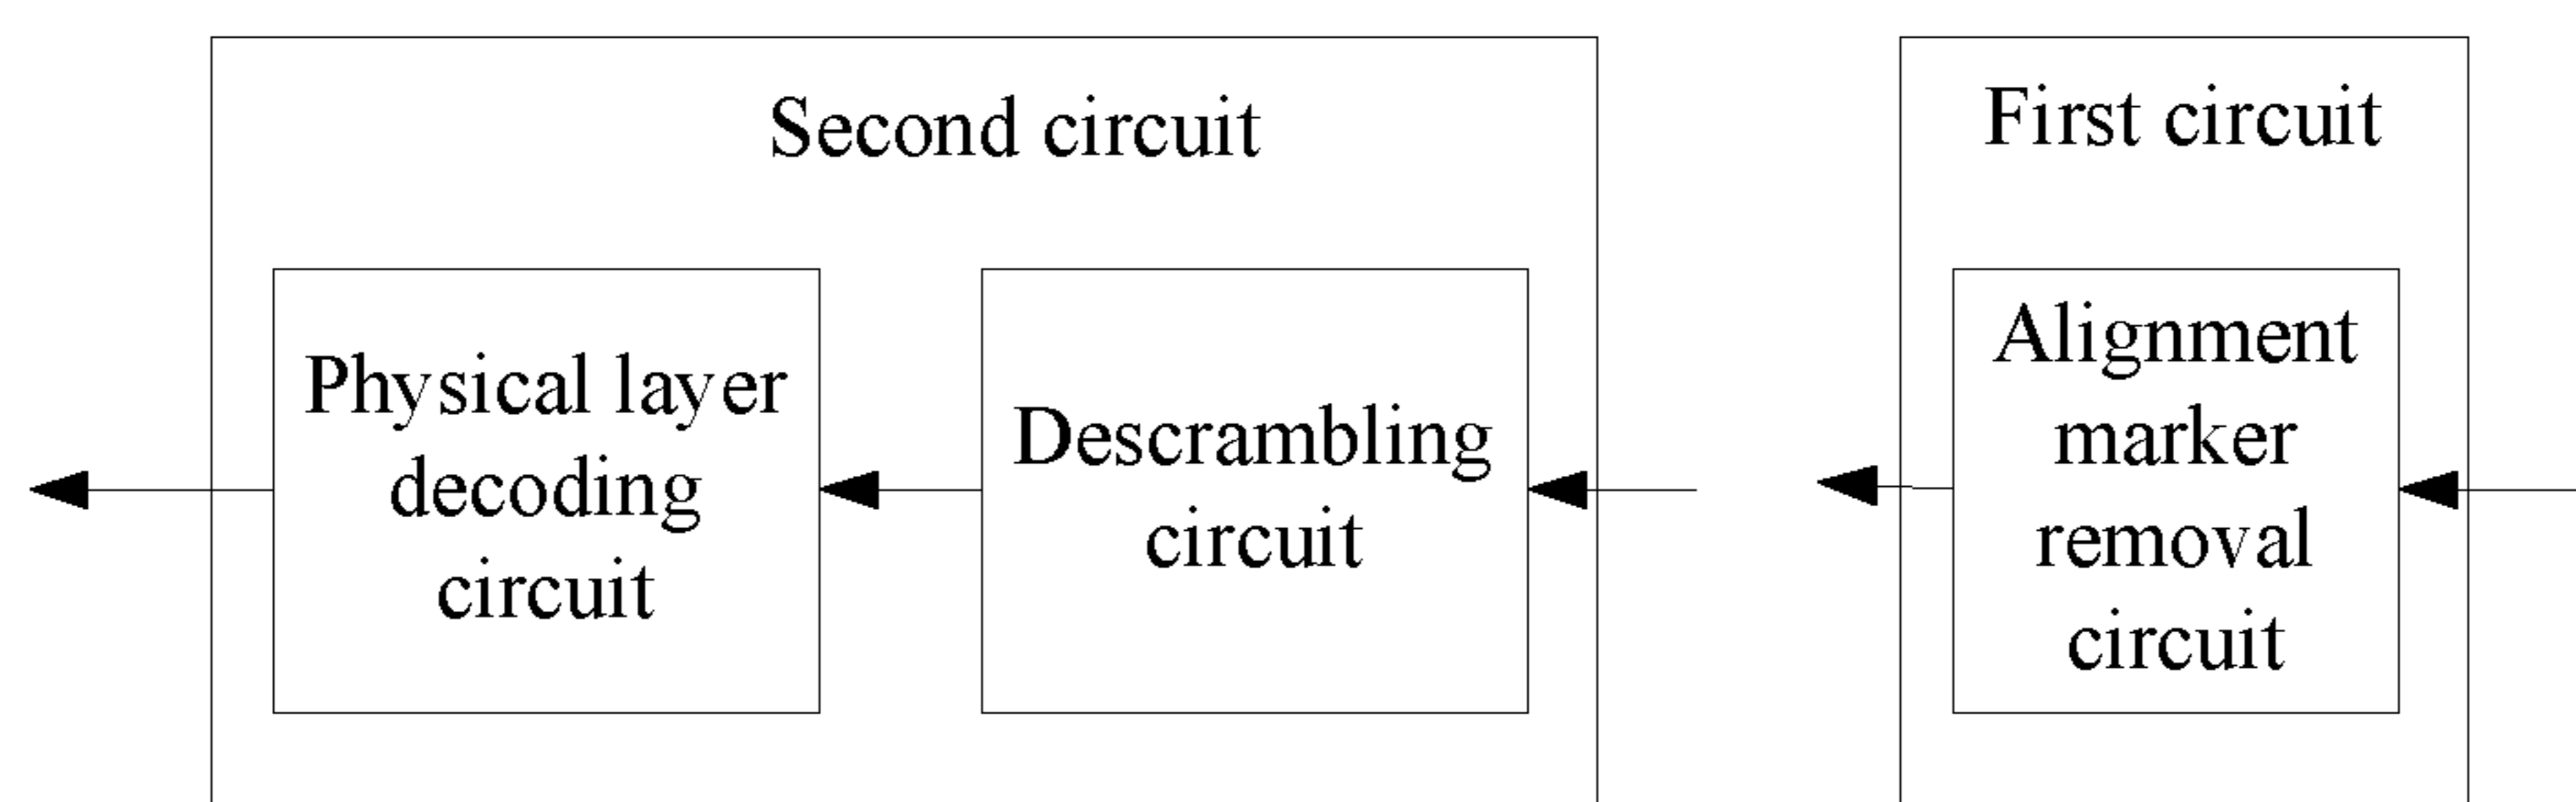 Second circuit
Physical layer
decoding
circuit
Descrambling
circuit
First circuit
Alignment
marker
removal
circuit